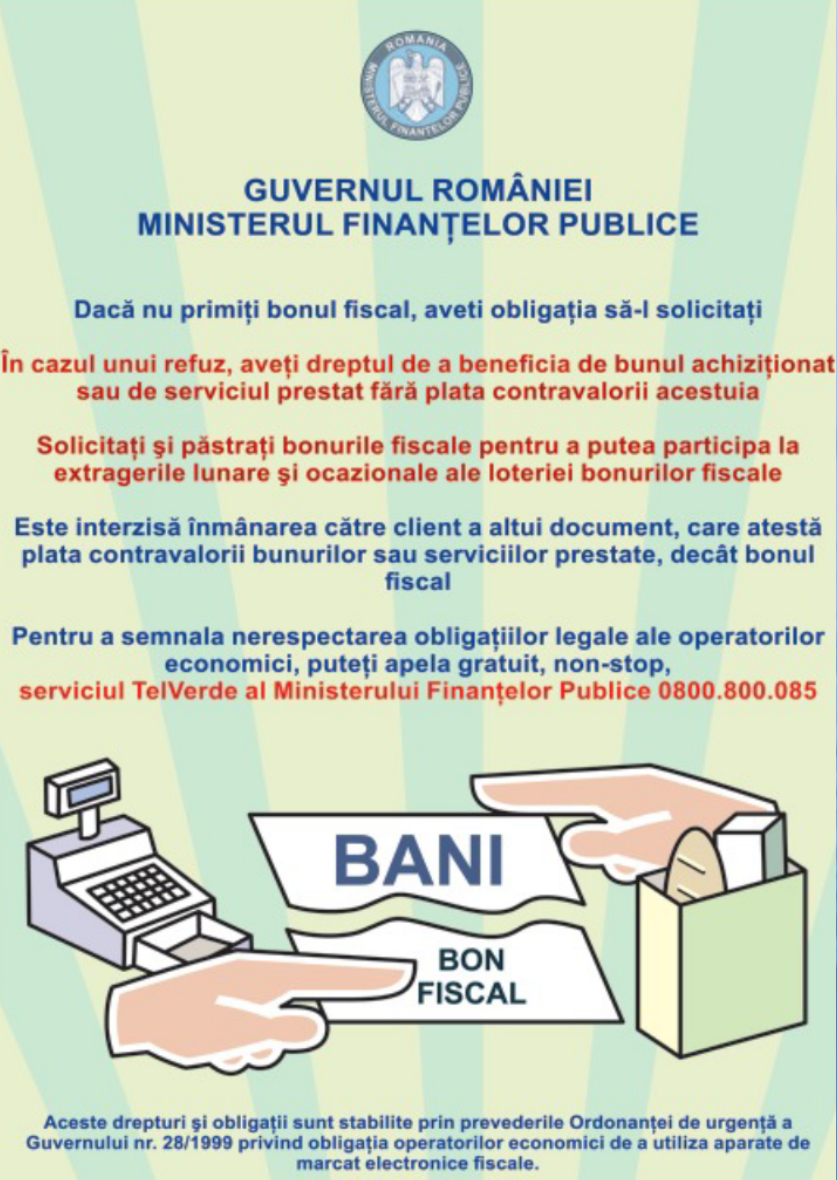 ROMANIA
MINISTERUL FINANTELOR PUBLICE
GUVERNUL ROMÂNIEI
MINISTERUL FINANȚELOR PUBLICE
Dacă nu primiți bonul fiscal, aveti obligația să-l solicitați
În cazul unui refuz, aveți dreptul de a beneficia de bunul achiziționat
sau de serviciul prestat fără plata contravalorii acestuia
Solicitați şi păstrați bonurile fiscale pentru a putea participa la
extragerile lunare şi ocazionale ale loteriei bonurilor fiscale
Este interzisă înmânarea către client a altui document, care atestă
plata contravalorii bunurilor sau serviciilor prestate, decât bonul
fiscal
Pentru a semnala nerespectarea obligațiilor legale ale operatorilor
economici, puteți apela gratuit, non-stop,
serviciul TelVerde al Ministerului Finanțelor Publice 0800.800.085
BANI
BON
FISCAL
Aceste drepturi şi obligații sunt stabilite prin prevederile Ordonanței de urgență a
Guvernului nr. 28/1999 privind obligația operatorilor economici de a utiliza aparate de
marcat electronice fiscale.